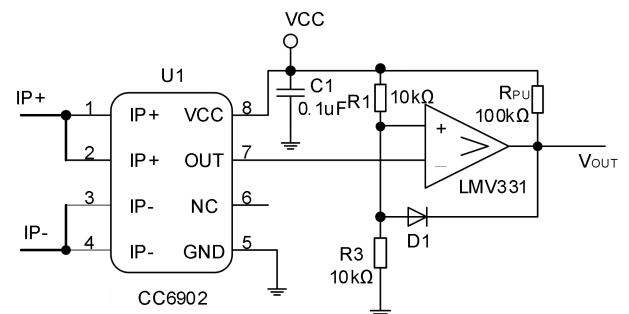 VCC
U1
C1
0.1uF
R1
10kΩ
RPU
100kΩ
IP+
1
IP+
VCC
8
2
IP+
OUT
7
+
—
LMV331
VOUT
3
IP-
NC
6
IP-
4
IP-
GND
5
D1
R3
10kΩ
CC6902